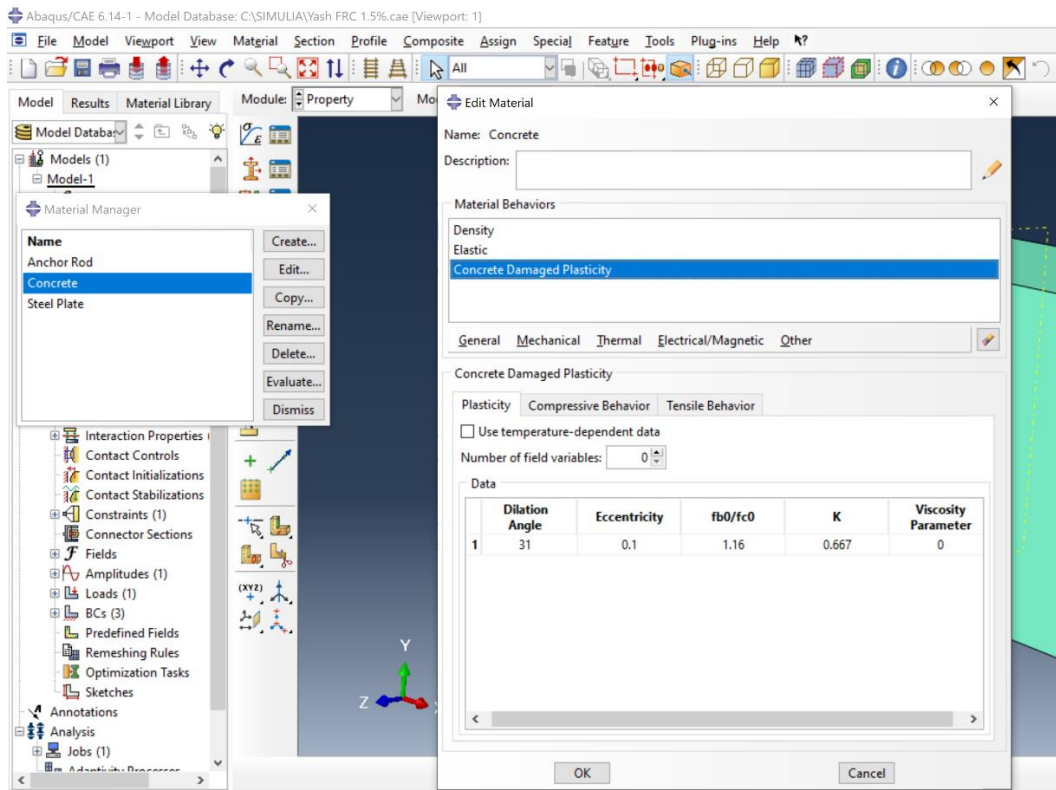 Abaqus/CAE 6.14-1 - Model Database: C:\SIMULIA\Yash FRC 1.5%.cae [Viewport: 1]
File Model Viewport View Material Section Profile Composite Assign Special Feature Tools Plug-ins Help
All
Model Results Material Library
Module: Property
Model Databas
Models (1)
Model-1
Material Manager
Name
Anchor Rod
Concrete
Steel Plate
Create...
Edit...
Copy...
Rename...
Delete...
Evaluate...
Dismiss
Interaction Properties
Contact Controls
Contact Initializations
Contact Stabilizations
Constraints (1)
Connector Sections
Fields
Amplitudes (1)
Loads (1)
BCs (3)
Predefined Fields
Remeshing Rules
Optimization Tasks
Sketches
Annotations
Analysis
Jobs (1)
(XYZ)
Y
Z
Edit Material
Name: Concrete
Description:
Material Behaviors
Density
Elastic
Concrete Damaged Plasticity
General Mechanical Thermal Electrical/Magnetic Other
Concrete Damaged Plasticity
Plasticity Compressive Behavior Tensile Behavior
Use temperature-dependent data
Number of field variables: 0
Data
Dilation Angle Eccentricity fb0/fc0 K Viscosity Parameter
1 31 0.1 1.16 0.667 0
OK Cancel